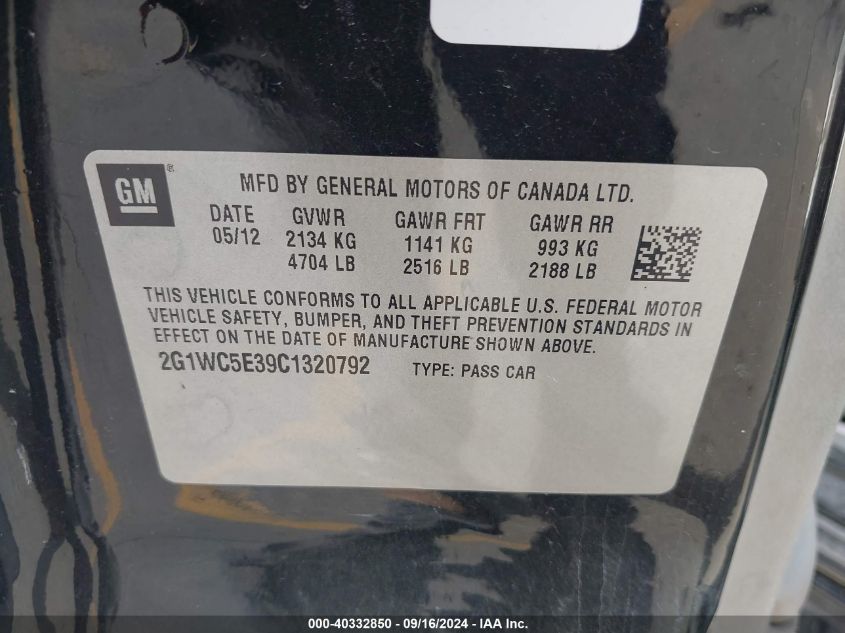 GM ®
MFD BY GENERAL MOTORS OF CANADA LTD.
DATE GVWR GAWR FRT GAWR RR
05/12 2134 KG 1141 KG 993 KG
4704 LB 2516 LB 2188 LB
THIS VEHICLE CONFORMS TO ALL APPLICABLE U.S. FEDERAL MOTOR
VEHICLE SAFETY, BUMPER, AND THEFT PREVENTION STANDARDS IN
EFFECT ON THE DATE OF MANUFACTURE SHOWN ABOVE.
2G1WC5E39C1320792 TYPE: PASS CAR
000-40332850 - 09/16/2024 - IAA Inc.